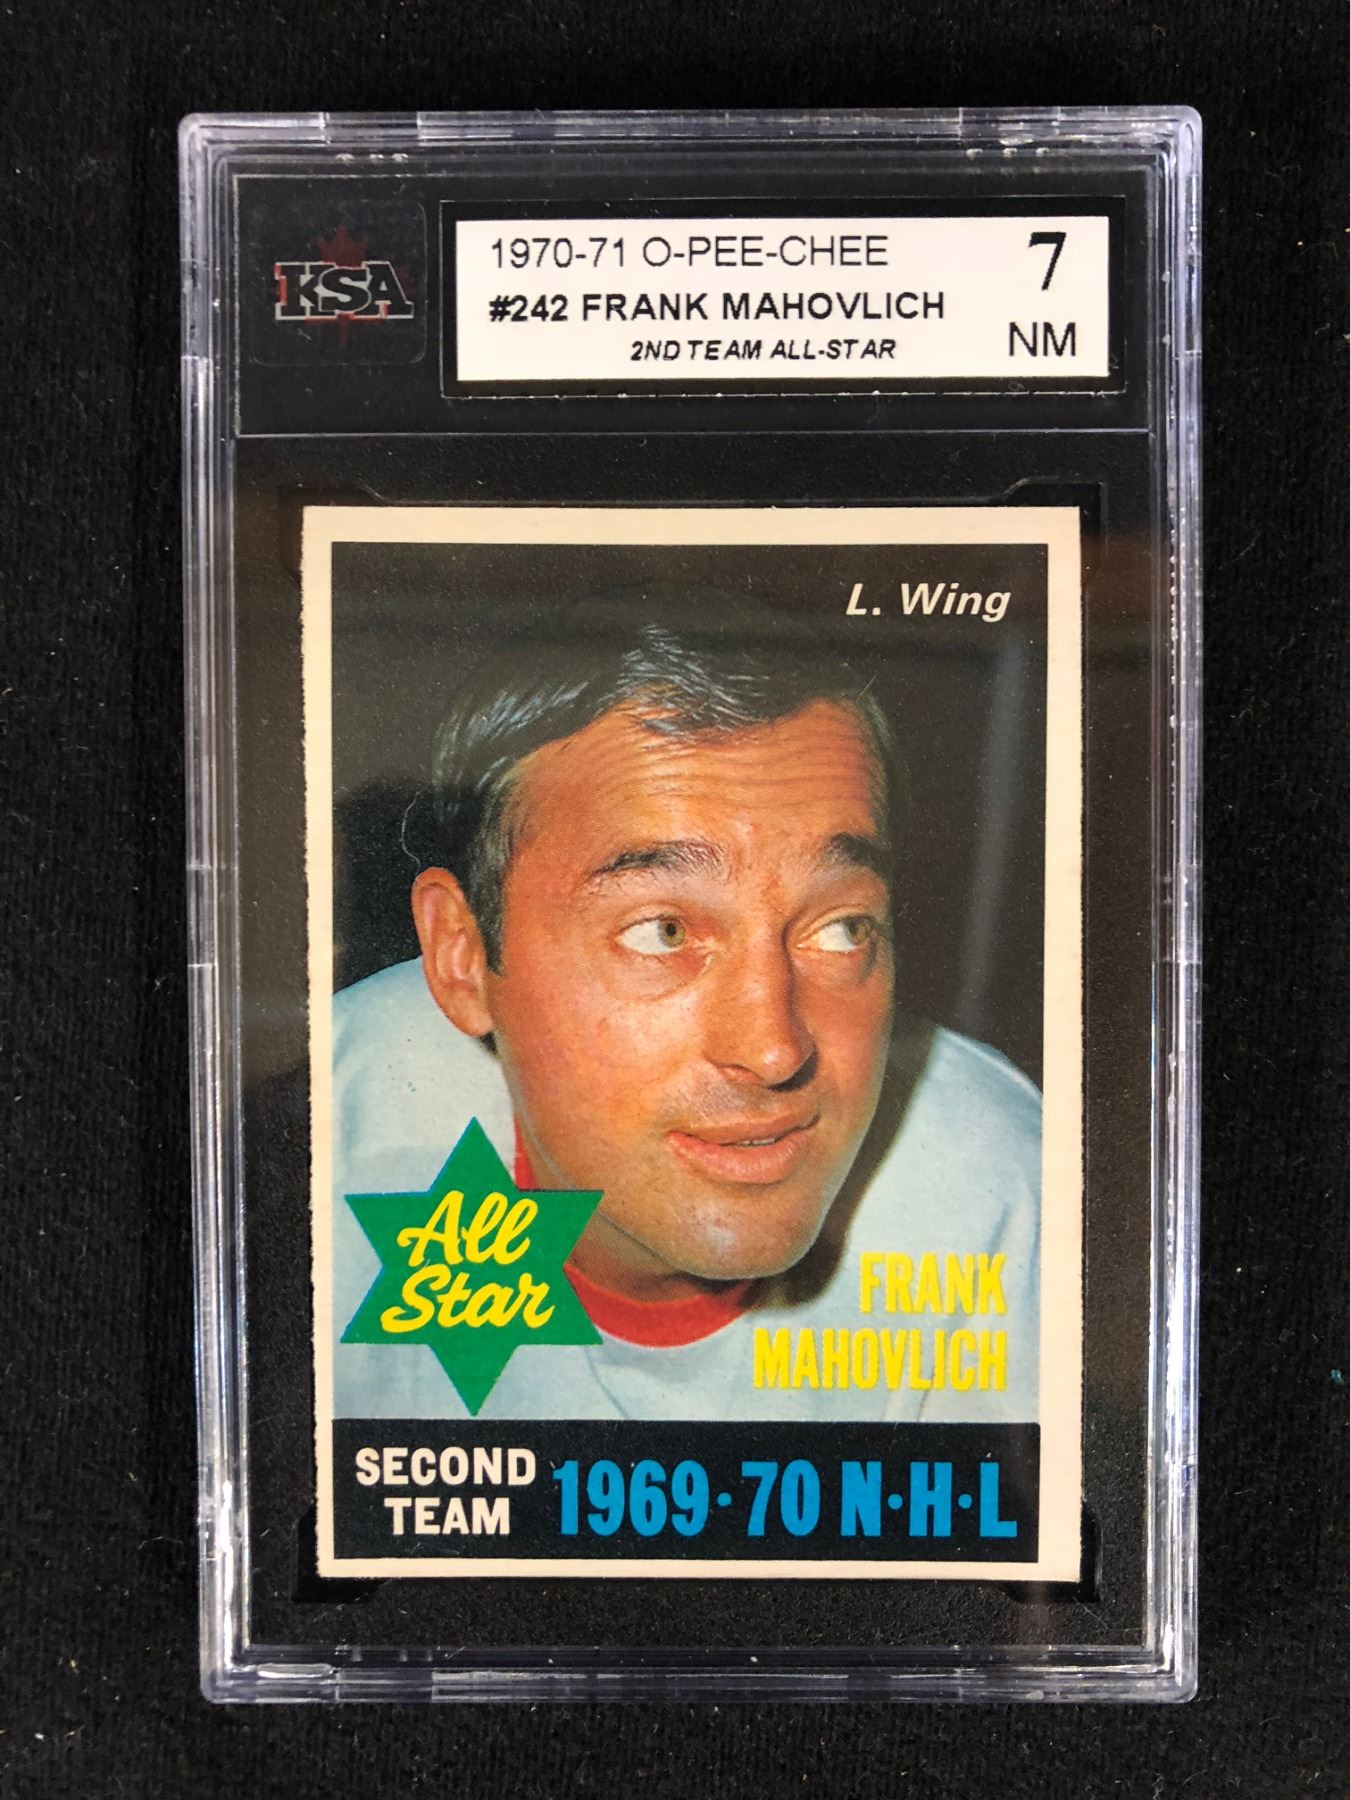 KSA
1970-71 O-PEE-CHEE 7
#242 FRANK MAHOVLICH
2ND TEAM ALL-STAR NM
L. Wing
All
Star
FRANK
MAHOVLICH
SECOND
TEAM
1969·70 N·H·L